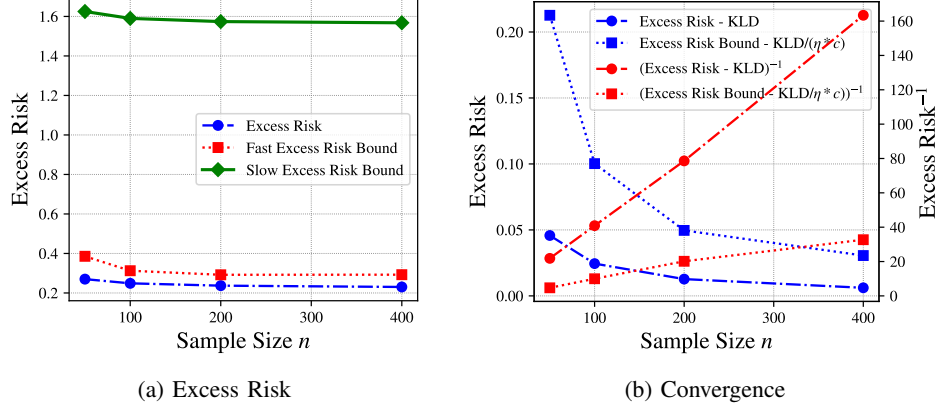 1.6
1.4
1.2
1.0
0.8
0.6
0.4
0.2
Excess Risk
Excess Risk
Fast Excess Risk Bound
Slow Excess Risk Bound
100
200
300
400
Sample Size n
(a) Excess Risk
0.20
0.15
0.10
0.05
0.00
Excess Risk
Excess Risk - KLD
Excess Risk Bound - KLD/(η*c)
(Excess Risk - KLD)⁻¹
(Excess Risk Bound - KLD/η*c))⁻¹
160
140
120
100
80
60
40
20
0
Excess Risk⁻¹
100
200
300
400
Sample Size n
(b) Convergence